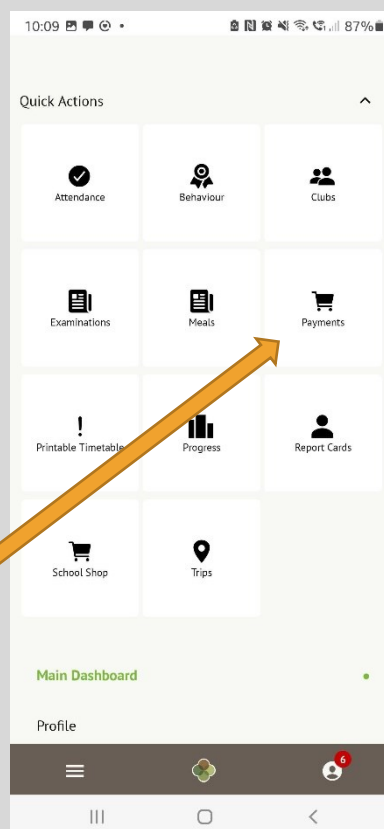 10:09 87%
Quick Actions
Attendance Behaviour Clubs
Examinations Meals Payments
Printable Timetable Progress Report Cards
School Shop Trips
Main Dashboard
Profile
6